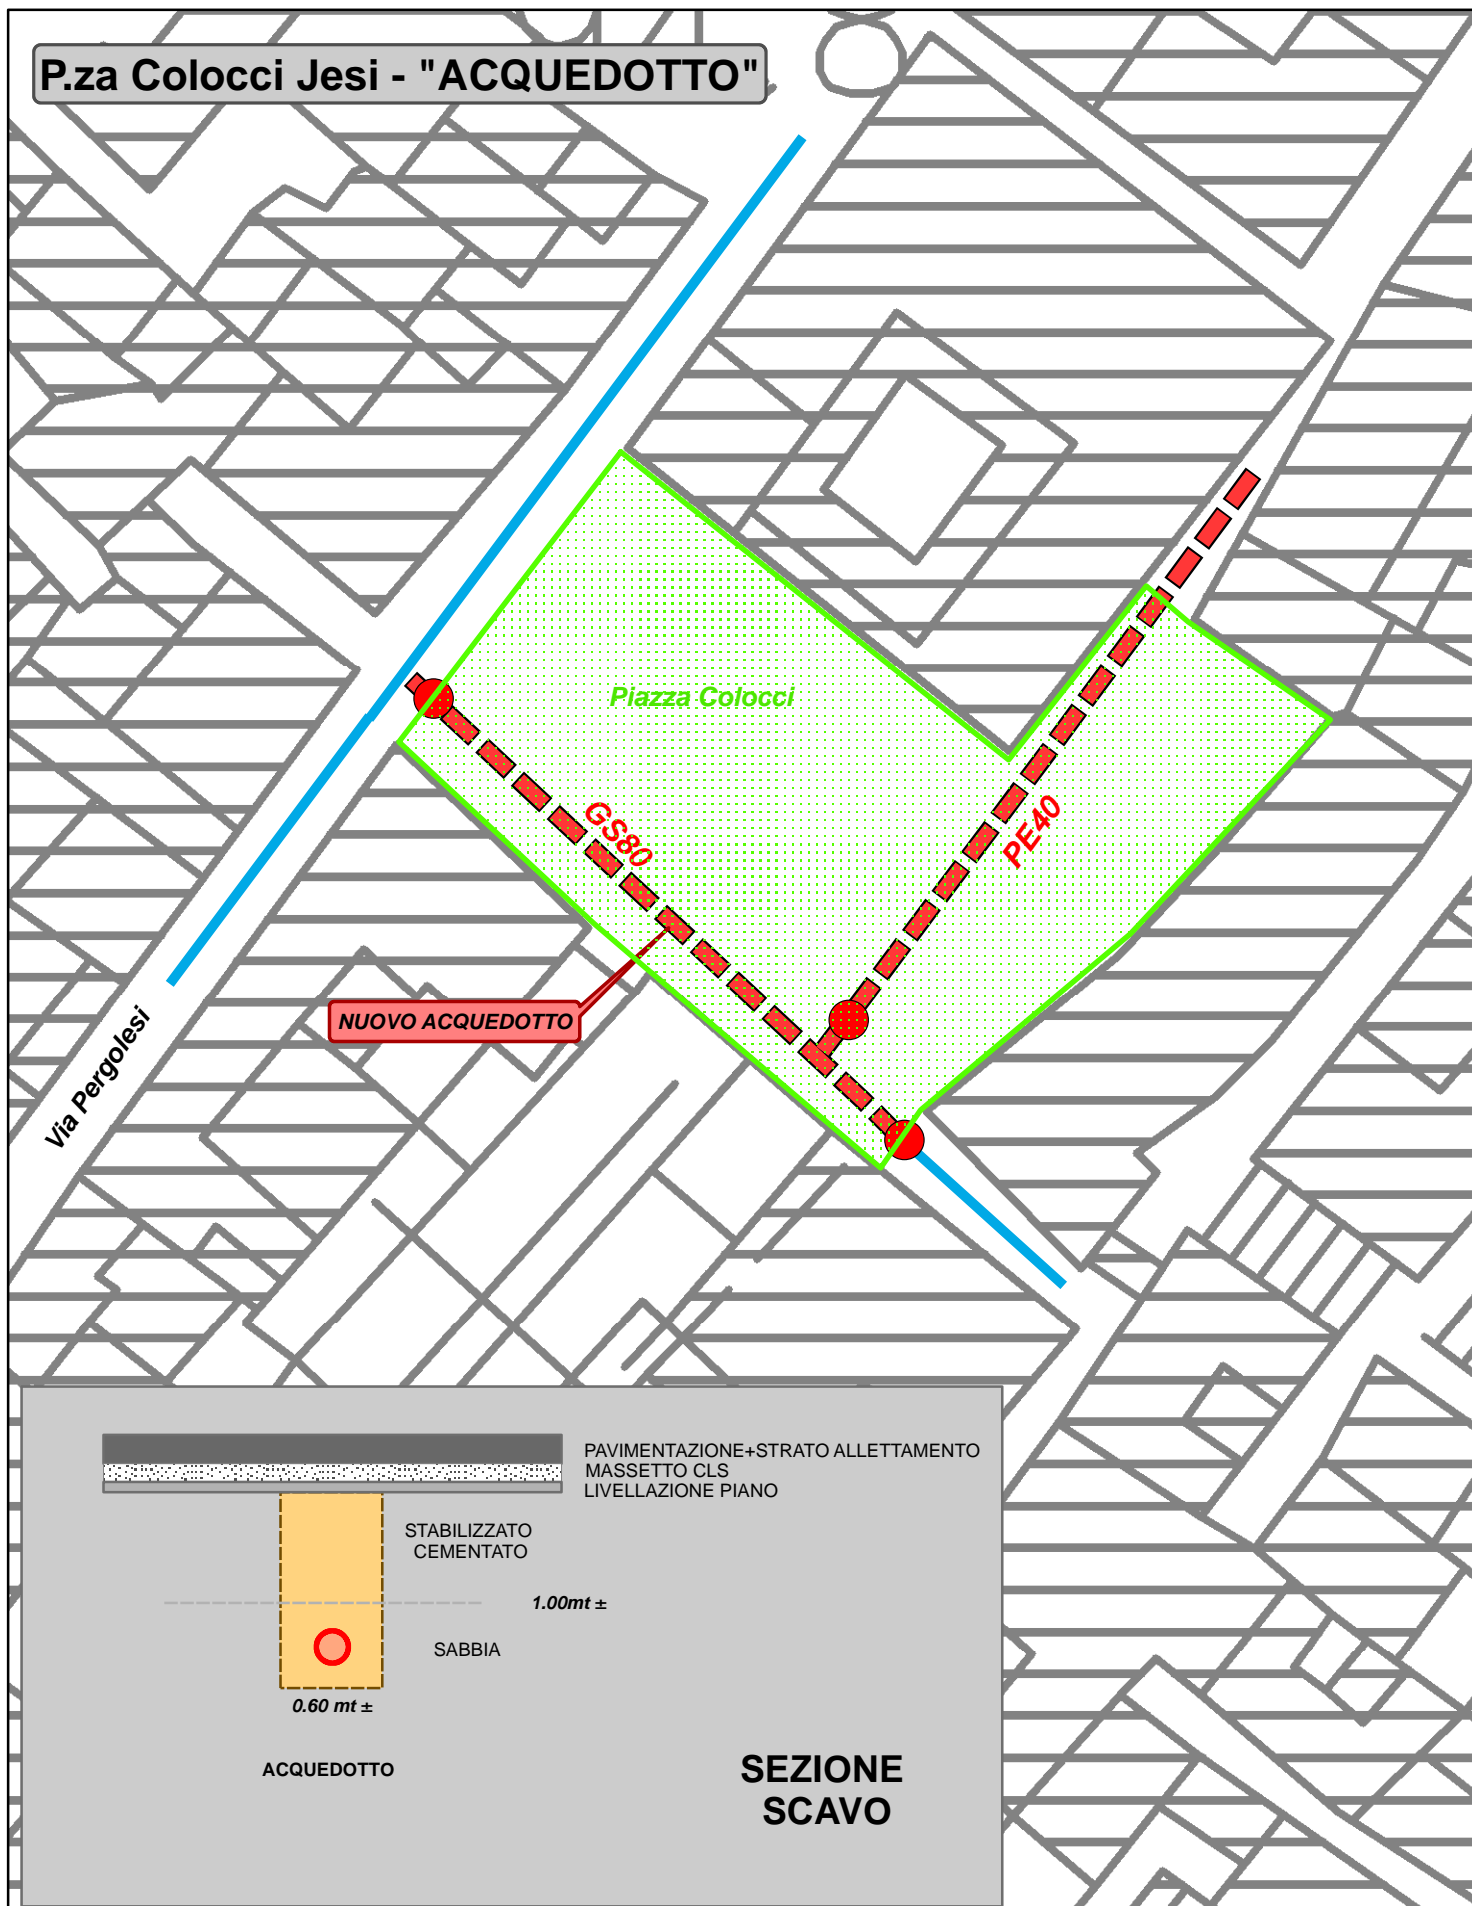 P.za Colocci Jesi - "ACQUEDOTTO"
Piazza Colocci
GS80
PE40
NUOVO ACQUEDOTTO
Via Pergolesi
PAVIMENTAZIONE+STRATO ALLETTAMENTO
MASSETTO CLS
LIVELLAZIONE PIANO
STABILIZZATO
CEMENTATO
1.00mt ±
SABBIA
0.60 mt ±
ACQUEDOTTO
SEZIONE
SCAVO